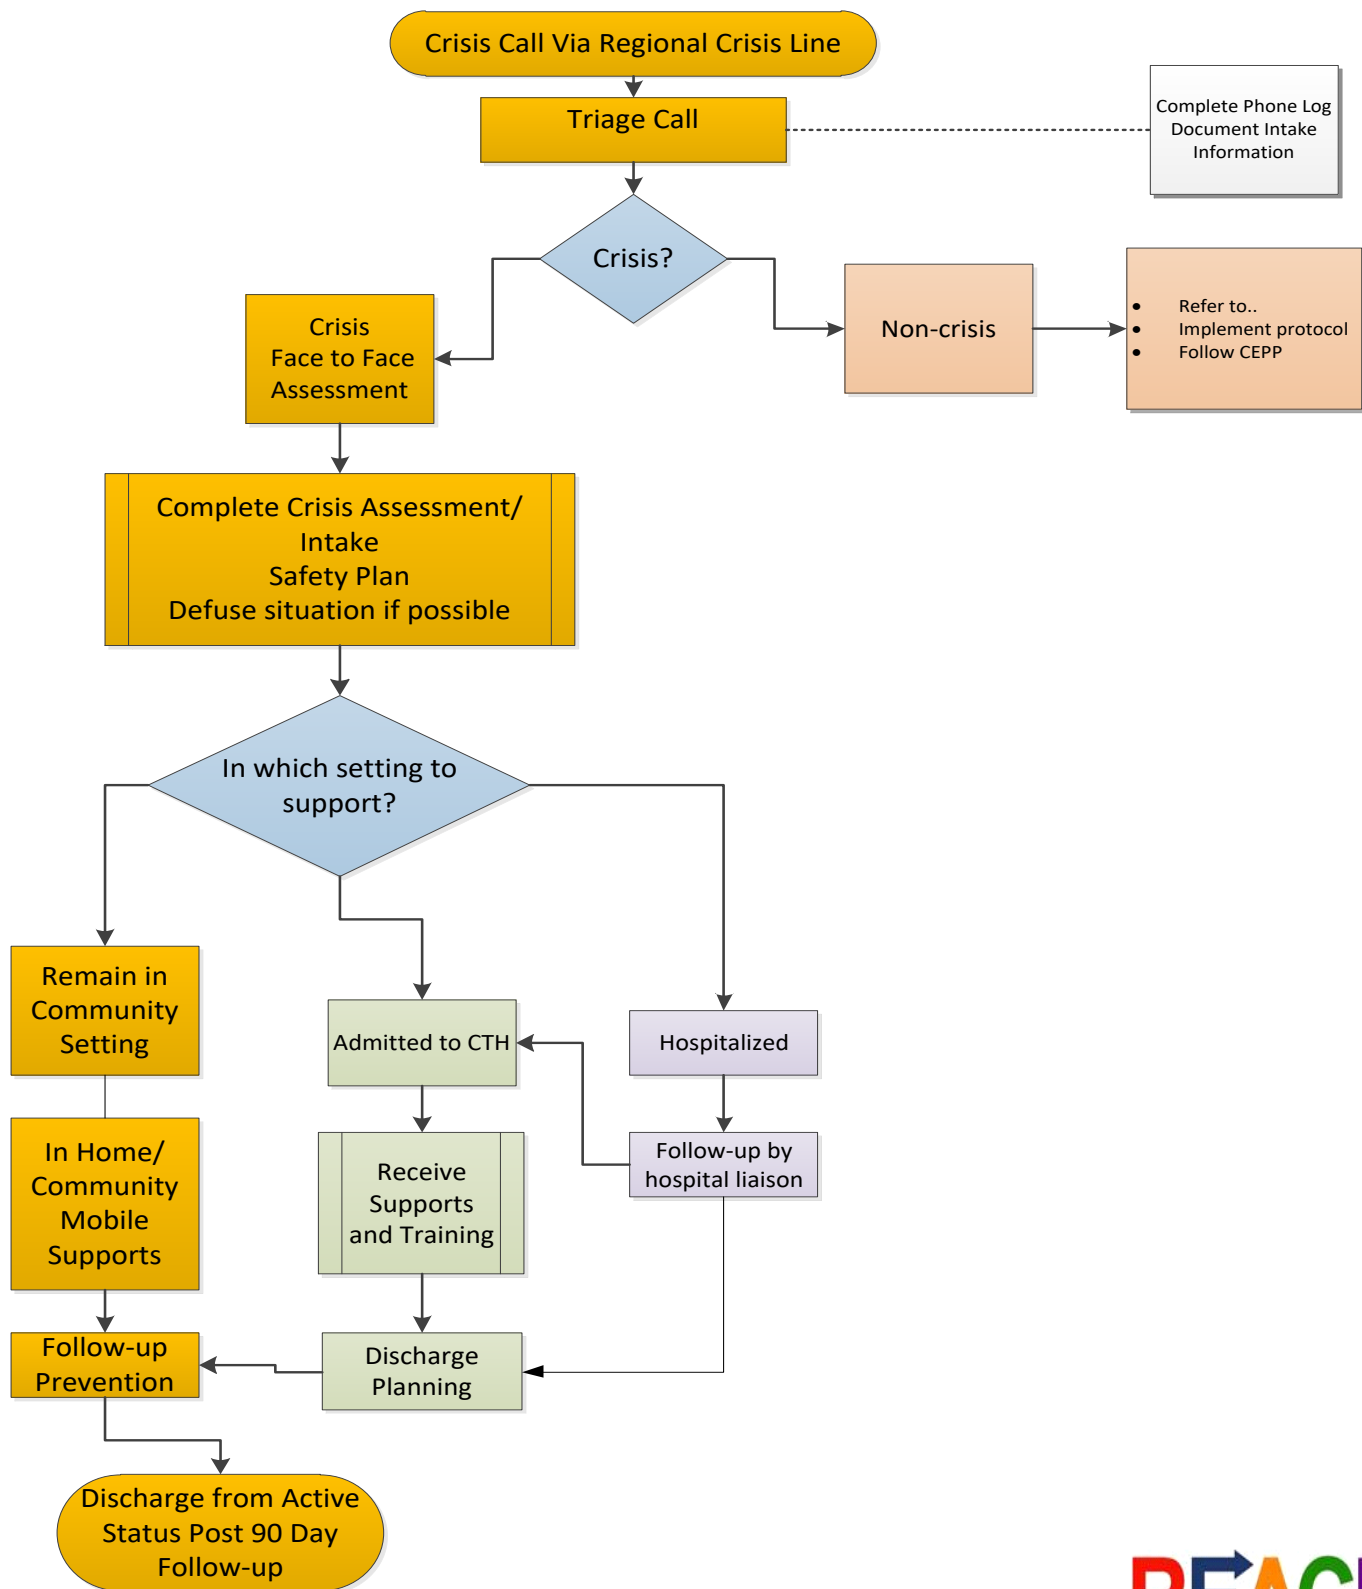 Crisis Call Via Regional Crisis Line
Triage Call
Complete Phone Log
Document Intake
Information
Crisis?
Crisis
Face to Face
Assessment
Non-crisis
• Refer to..
• Implement protocol
• Follow CEPP
Complete Crisis Assessment/
Intake
Safety Plan
Defuse situation if possible
In which setting to
support?
Remain in
Community
Setting
Admitted to CTH
Hospitalized
In Home/
Community
Mobile
Supports
Receive
Supports
and Training
Follow-up by
hospital liaison
Follow-up
Prevention
Discharge
Planning
Discharge from Active
Status Post 90 Day
Follow-up